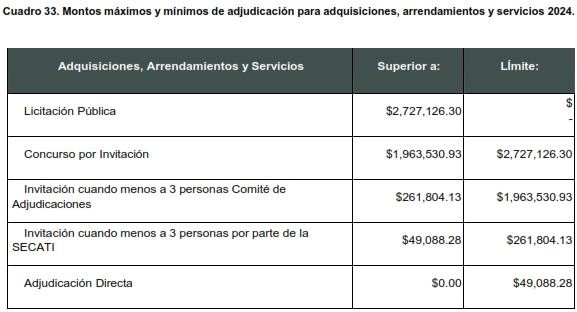 Cuadro 33. Montos máximos y mínimos de adjudicación para adquisiciones, arrendamientos y servicios 2024.
Adquisiciones, Arrendamientos y Servicios Superior a: Límite:
Licitación Pública $2,727,126.30 $
-
Concurso por Invitación $1,963,530.93 $2,727,126.30
Invitación cuando menos a 3 personas Comité de
Adjudicaciones $261,804.13 $1,963,530.93
Invitación cuando menos a 3 personas por parte de la
SECATI $49,088.28 $261,804.13
Adjudicación Directa $0.00 $49,088.28